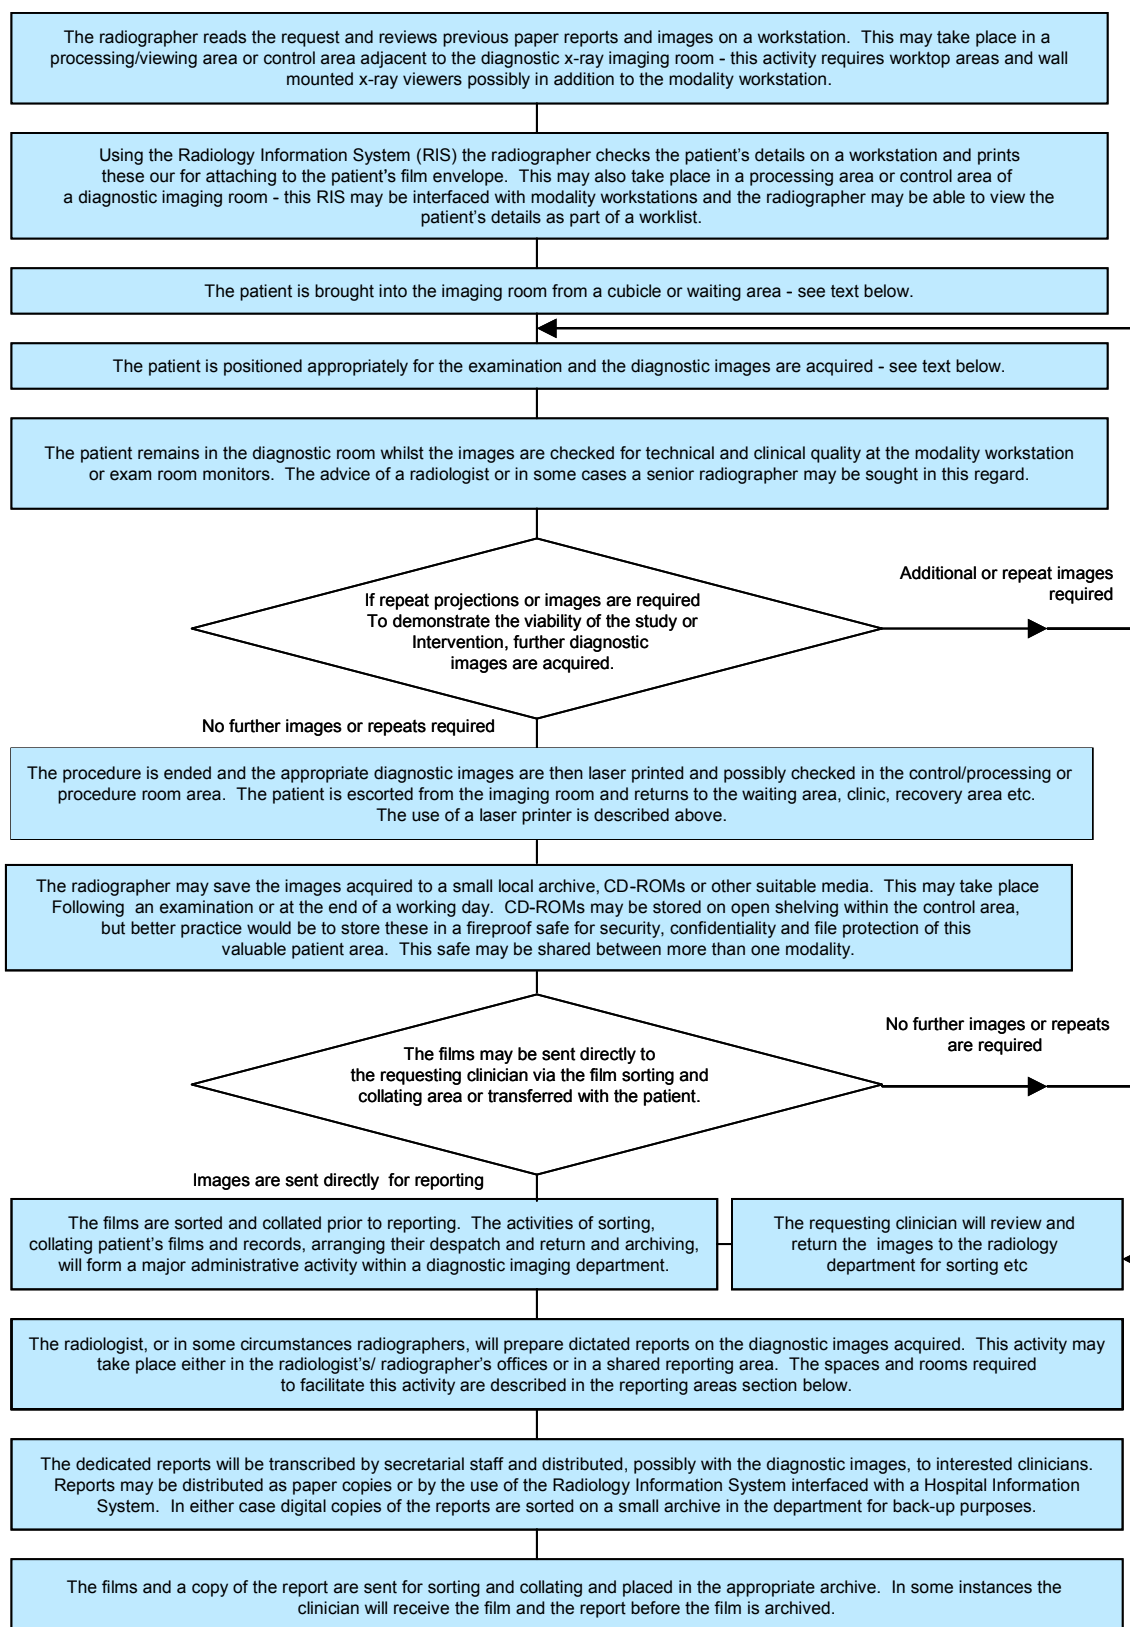 The radiographer reads the request and reviews previous paper reports and images on a workstation. This may take place in a
processing/viewing area or control area adjacent to the diagnostic x-ray imaging room - this activity requires worktop areas and wall
mounted x-ray viewers possibly in addition to the modality workstation.
Using the Radiology Information System (RIS) the radiographer checks the patient's details on a workstation and prints
these our for attaching to the patient's film envelope. This may also take place in a processing area or control area of
a diagnostic imaging room - this RIS may be interfaced with modality workstations and the radiographer may be able to view the
patient's details as part of a worklist.
The patient is brought into the imaging room from a cubicle or waiting area - see text below.
The patient is positioned appropriately for the examination and the diagnostic images are acquired - see text below.
The patient remains in the diagnostic room whilst the images are checked for technical and clinical quality at the modality workstation
or exam room monitors. The advice of a radiologist or in some cases a senior radiographer may be sought in this regard.
If repeat projections or images are required
To demonstrate the viability of the study or
Intervention, further diagnostic
images are acquired.
Additional or repeat images
required
No further images or repeats required
The procedure is ended and the appropriate diagnostic images are then laser printed and possibly checked in the control/processing or
procedure room area. The patient is escorted from the imaging room and returns to the waiting area, clinic, recovery area etc.
The use of a laser printer is described above.
The radiographer may save the images acquired to a small local archive, CD-ROMs or other suitable media. This may take place
Following an examination or at the end of a working day. CD-ROMs may be stored on open shelving within the control area,
but better practice would be to store these in a fireproof safe for security, confidentiality and file protection of this
valuable patient area. This safe may be shared between more than one modality.
The films may be sent directly to
the requesting clinician via the film sorting and
collating area or transferred with the patient.
No further images or repeats
are required
Images are sent directly for reporting
The films are sorted and collated prior to reporting. The activities of sorting,
collating patient's films and records, arranging their despatch and return and archiving,
will form a major administrative activity within a diagnostic imaging department.
The requesting clinician will review and
return the images to the radiology
department for sorting etc
The radiologist, or in some circumstances radiographers, will prepare dictated reports on the diagnostic images acquired. This activity may
take place either in the radiologist's/ radiographer's offices or in a shared reporting area. The spaces and rooms required
to facilitate this activity are described in the reporting areas section below.
The dedicated reports will be transcribed by secretarial staff and distributed, possibly with the diagnostic images, to interested clinicians.
Reports may be distributed as paper copies or by the use of the Radiology Information System interfaced with a Hospital Information
System. In either case digital copies of the reports are sorted on a small archive in the department for back-up purposes.
The films and a copy of the report are sent for sorting and collating and placed in the appropriate archive. In some instances the
clinician will receive the film and the report before the film is archived.